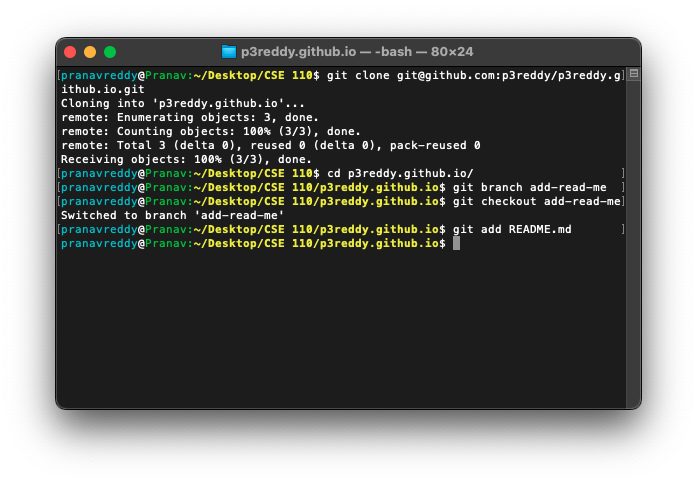 p3reddy.github.io — -bash — 80×24
[pranavreddy@Pranav:~/Desktop/CSE 110$ git clone git@github.com:p3reddy/p3reddy.g]
ithub.io.git
Cloning into 'p3reddy.github.io'...
remote: Enumerating objects: 3, done.
remote: Counting objects: 100% (3/3), done.
remote: Total 3 (delta 0), reused 0 (delta 0), pack-reused 0
Receiving objects: 100% (3/3), done.
[pranavreddy@Pranav:~/Desktop/CSE 110$ cd p3reddy.github.io/ ]
[pranavreddy@Pranav:~/Desktop/CSE 110/p3reddy.github.io$ git branch add-read-me ]
[pranavreddy@Pranav:~/Desktop/CSE 110/p3reddy.github.io$ git checkout add-read-me]
Switched to branch 'add-read-me'
[pranavreddy@Pranav:~/Desktop/CSE 110/p3reddy.github.io$ git add README.md ]
pranavreddy@Pranav:~/Desktop/CSE 110/p3reddy.github.io$